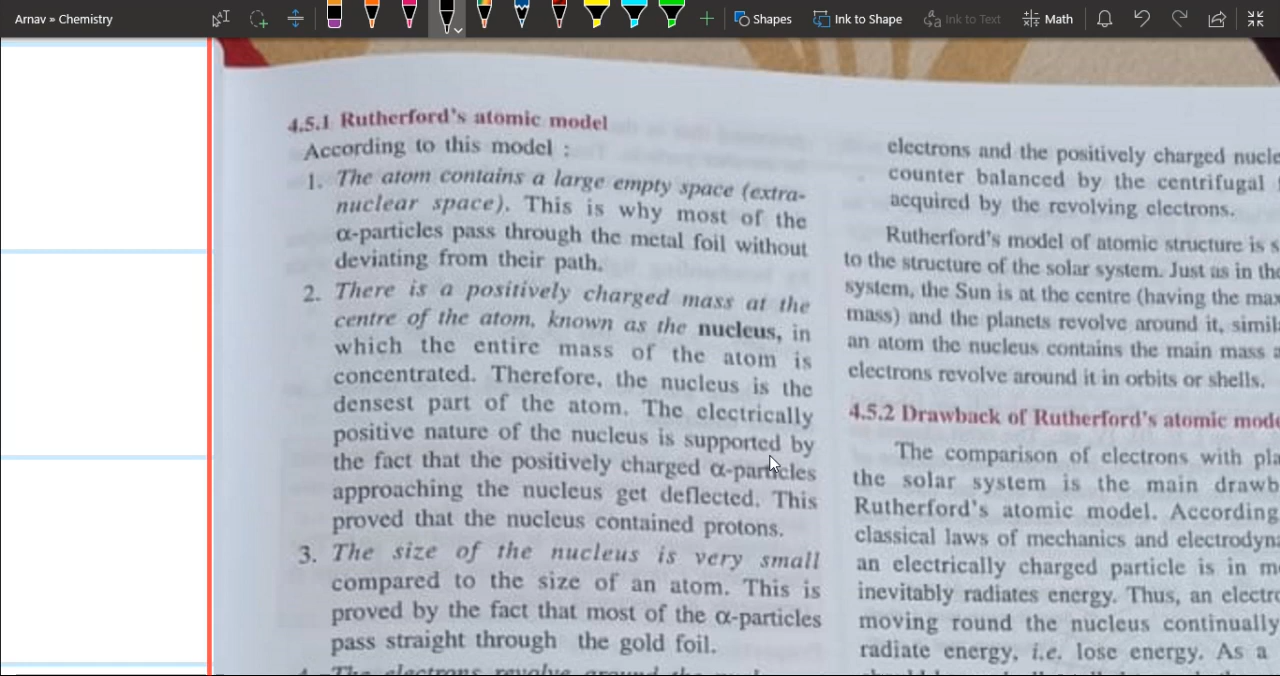 Arnav » Chemistry
Shapes
Ink to Shape
Ink to Text
Math
4.5.1 Rutherford's atomic model
According to this model :
1. The atom contains a large empty space (extra-
nuclear space). This is why most of the
α-particles pass through the metal foil without
deviating from their path.
2. There is a positively charged mass at the
centre of the atom, known as the nucleus, in
which the entire mass of the atom is
concentrated. Therefore, the nucleus is the
densest part of the atom. The electrically
positive nature of the nucleus is supported by
the fact that the positively charged α-particles
approaching the nucleus get deflected. This
proved that the nucleus contained protons.
3. The size of the nucleus is very small
compared to the size of an atom. This is
proved by the fact that most of the α-particles
pass straight through the gold foil.
The electrons revolve around the
electrons and the positively charged nucle
counter balanced by the centrifugal
acquired by the revolving electrons.
Rutherford's model of atomic structure is s
to the structure of the solar system. Just as in the
system, the Sun is at the centre (having the max
mass) and the planets revolve around it, simil
an atom the nucleus contains the main mass a
electrons revolve around it in orbits or shells.
4.5.2 Drawback of Rutherford's atomic mode
The comparison of electrons with pla
the solar system is the main drawb
Rutherford's atomic model. According
classical laws of mechanics and electrodyna
an electrically charged particle is in m
inevitably radiates energy. Thus, an electro
moving round the nucleus continually
radiate energy, i.e. lose energy. As a